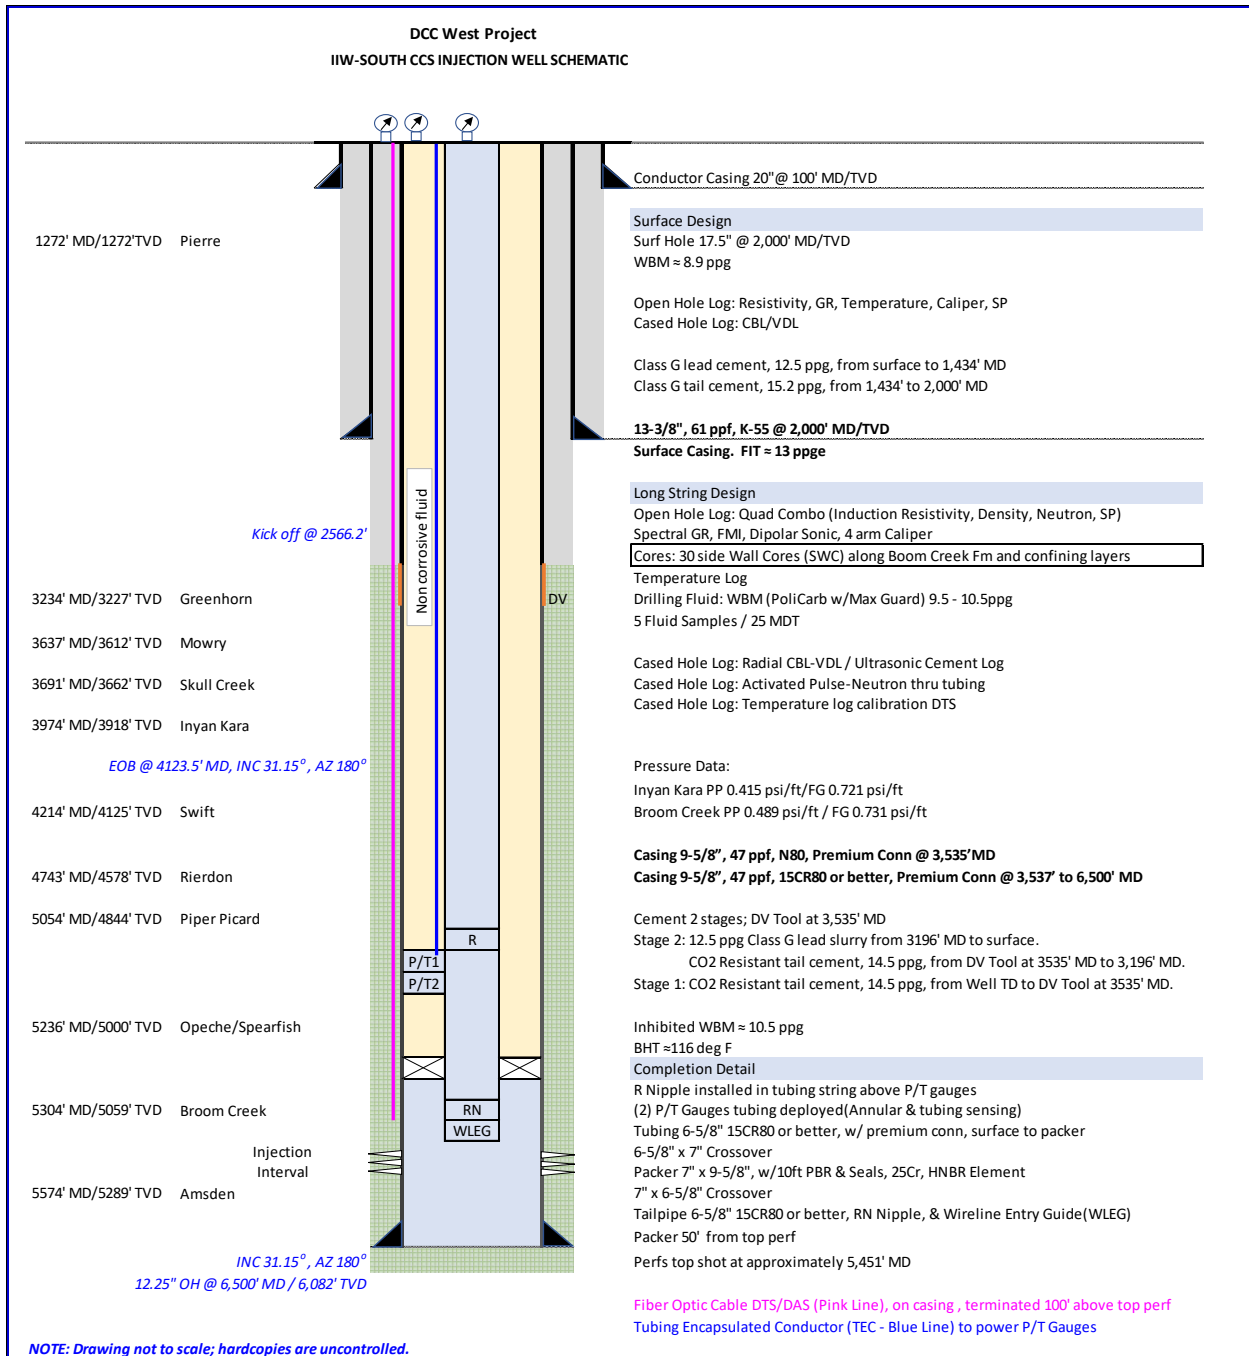 DCC West Project
IIW-SOUTH CCS INJECTION WELL SCHEMATIC
Conductor Casing 20"@ 100' MD/TVD
Surface Design
1272' MD/1272'TVD Pierre
Surf Hole 17.5" @ 2,000' MD/TVD
WBM ≈ 8.9 ppg
Open Hole Log: Resistivity, GR, Temperature, Caliper, SP
Cased Hole Log: CBL/VDL
Class G lead cement, 12.5 ppg, from surface to 1,434' MD
Class G tail cement, 15.2 ppg, from 1,434' to 2,000' MD
13-3/8", 61 ppf, K-55 @ 2,000' MD/TVD
Surface Casing. FIT ≈ 13 ppge
Non corrosive fluid
Long String Design
Open Hole Log: Quad Combo (Induction Resistivity, Density, Neutron, SP)
Kick off @ 2566.2'
Spectral GR, FMI, Dipolar Sonic, 4 arm Caliper
Cores: 30 side Wall Cores (SWC) along Boom Creek Fm and confining layers
Temperature Log
3234' MD/3227' TVD Greenhorn
DV
Drilling Fluid: WBM (PoliCarb w/Max Guard) 9.5 - 10.5ppg
5 Fluid Samples / 25 MDT
3637' MD/3612' TVD Mowry
Cased Hole Log: Radial CBL-VDL / Ultrasonic Cement Log
3691' MD/3662' TVD Skull Creek
Cased Hole Log: Activated Pulse-Neutron thru tubing
Cased Hole Log: Temperature log calibration DTS
3974' MD/3918' TVD Inyan Kara
EOB @ 4123.5' MD, INC 31.15°, AZ 180°
Pressure Data:
Inyan Kara PP 0.415 psi/ft/FG 0.721 psi/ft
4214' MD/4125' TVD Swift
Broom Creek PP 0.489 psi/ft / FG 0.731 psi/ft
Casing 9-5/8", 47 ppf, N80, Premium Conn @ 3,535'MD
4743' MD/4578' TVD Rierdon
Casing 9-5/8", 47 ppf, 15CR80 or better, Premium Conn @ 3,537' to 6,500' MD
5054' MD/4844' TVD Piper Picard
Cement 2 stages; DV Tool at 3,535' MD
R
Stage 2: 12.5 ppg Class G lead slurry from 3196' MD to surface.
P/T1
CO2 Resistant tail cement, 14.5 ppg, from DV Tool at 3535' MD to 3,196' MD.
P/T2
Stage 1: CO2 Resistant tail cement, 14.5 ppg, from Well TD to DV Tool at 3535' MD.
5236' MD/5000' TVD Opeche/Spearfish
Inhibited WBM ≈ 10.5 ppg
BHT ≈116 deg F
Completion Detail
R Nipple installed in tubing string above P/T gauges
5304' MD/5059' TVD Broom Creek
RN
(2) P/T Gauges tubing deployed(Annular & tubing sensing)
WLEG
Tubing 6-5/8" 15CR80 or better, w/ premium conn, surface to packer
Injection
Interval
6-5/8" x 7" Crossover
Packer 7" x 9-5/8", w/10ft PBR & Seals, 25Cr, HNBR Element
5574' MD/5289' TVD Amsden
7" x 6-5/8" Crossover
Tailpipe 6-5/8" 15CR80 or better, RN Nipple, & Wireline Entry Guide(WLEG)
Packer 50' from top perf
INC 31.15°, AZ 180°
Perfs top shot at approximately 5,451' MD
12.25" OH @ 6,500' MD / 6,082' TVD
Fiber Optic Cable DTS/DAS (Pink Line), on casing , terminated 100' above top perf
Tubing Encapsulated Conductor (TEC - Blue Line) to power P/T Gauges
NOTE: Drawing not to scale; hardcopies are uncontrolled.